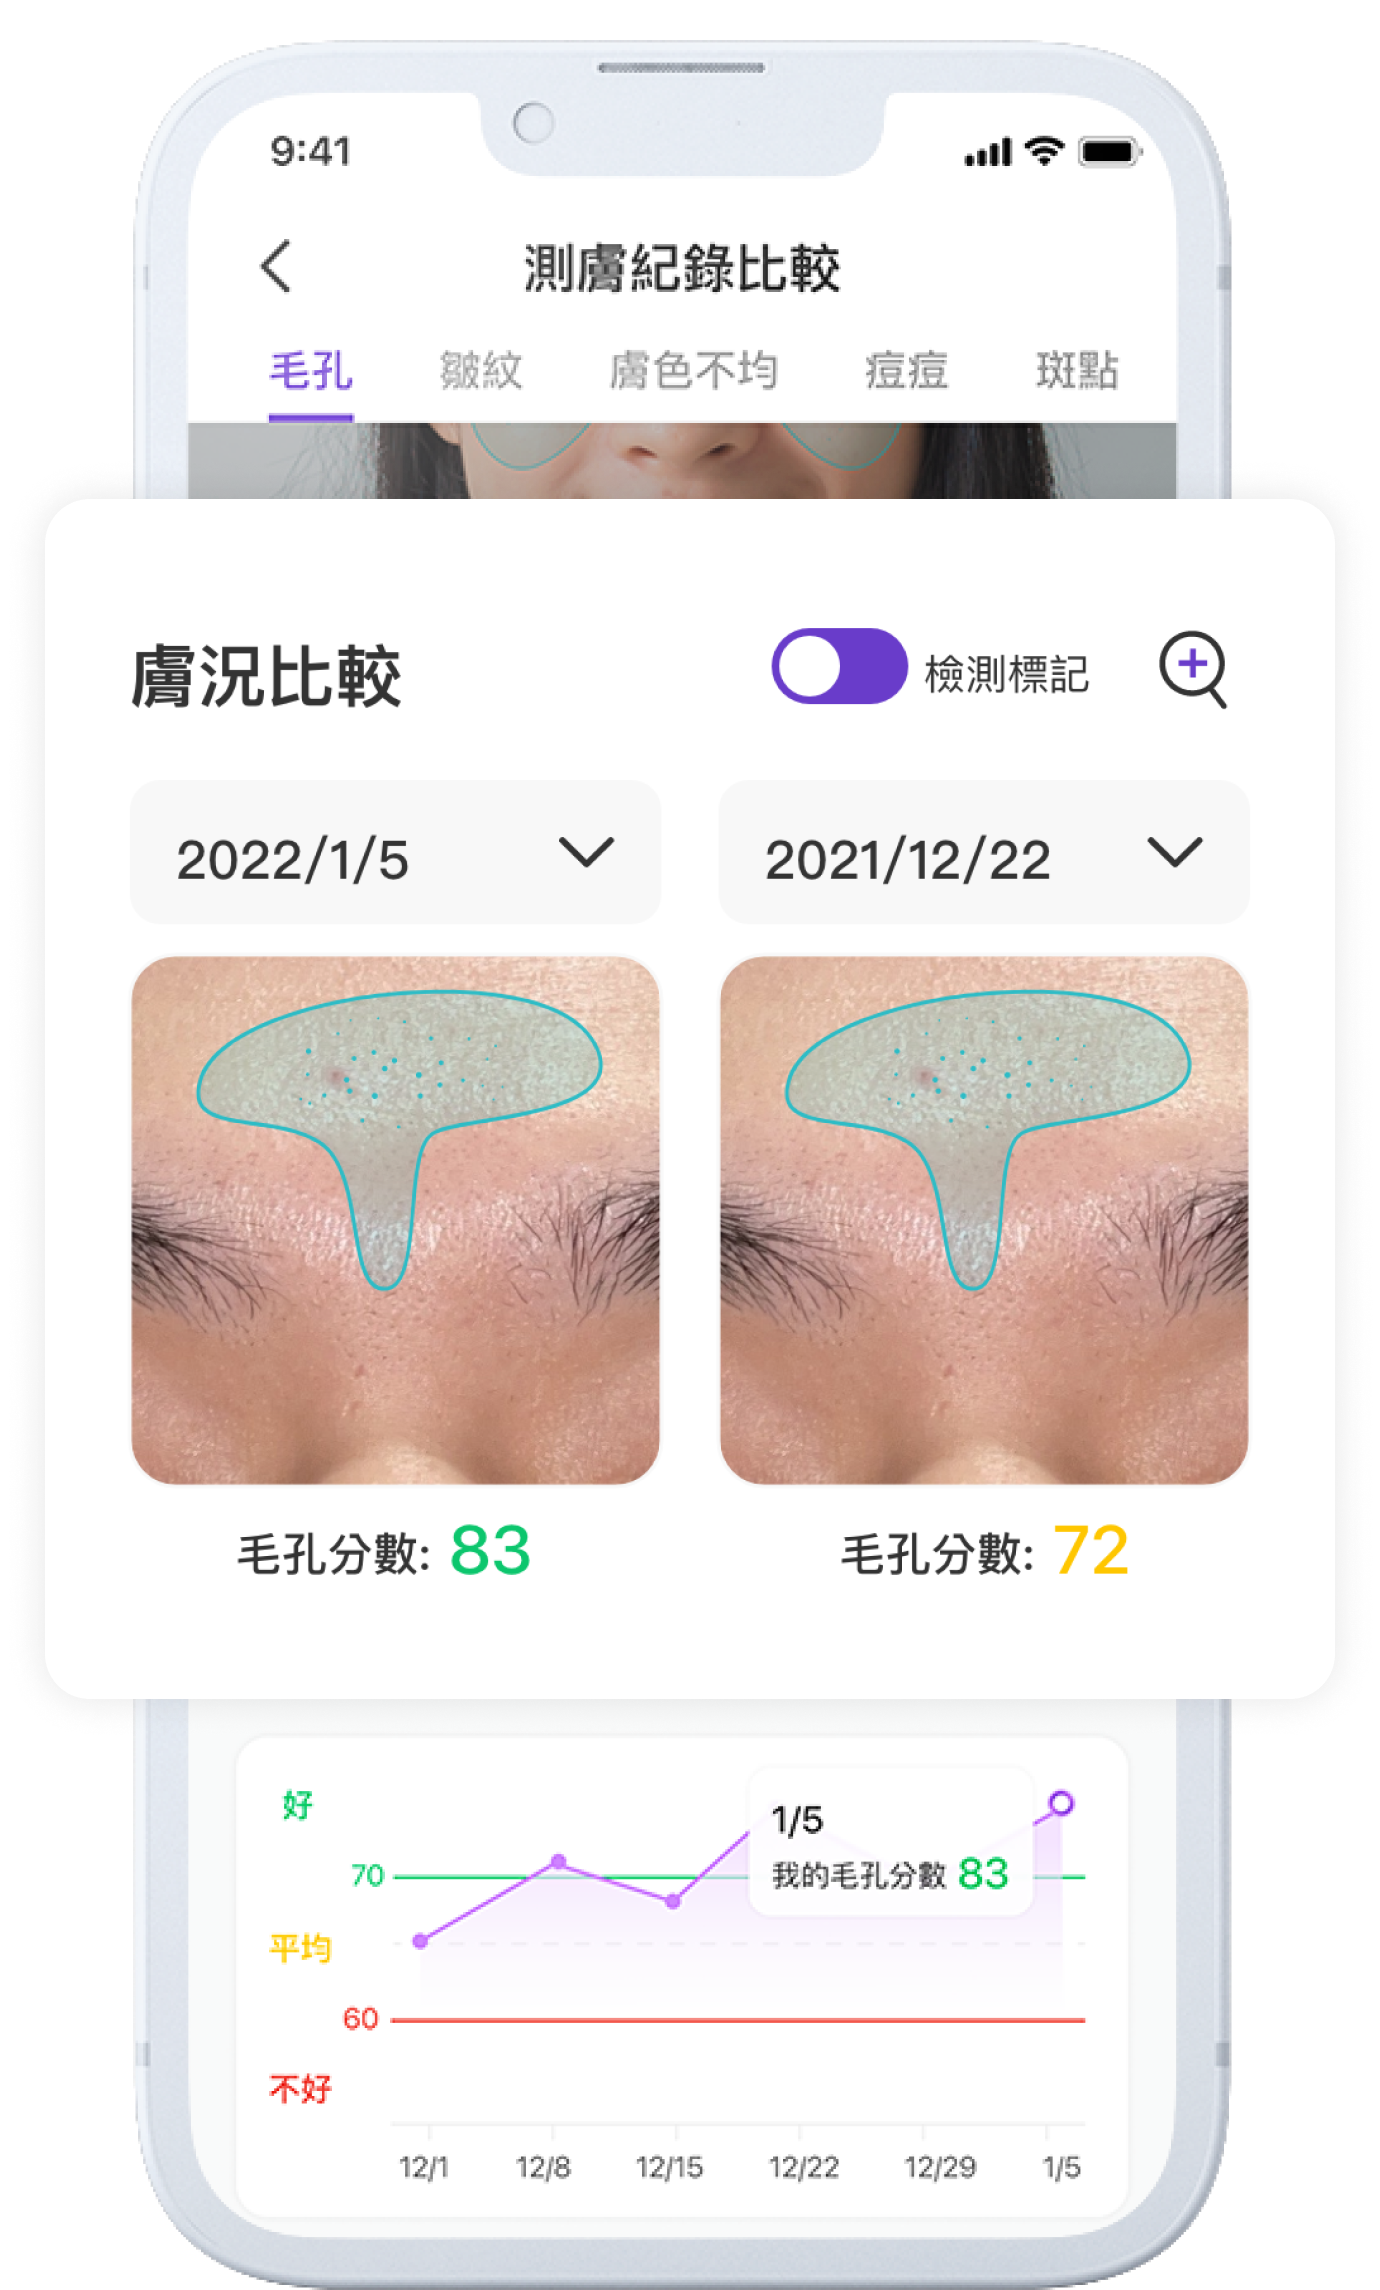 9:41
測膚紀錄比較
毛孔 皺紋 膚色不均 痘痘 斑點
膚況比較
檢測標記
2022/1/5
2021/12/22
毛孔分數: 83
毛孔分數: 72
好
1/5
我的毛孔分數 83
70
平均
60
不好
12/1 12/8 12/15 12/22 12/29 1/5